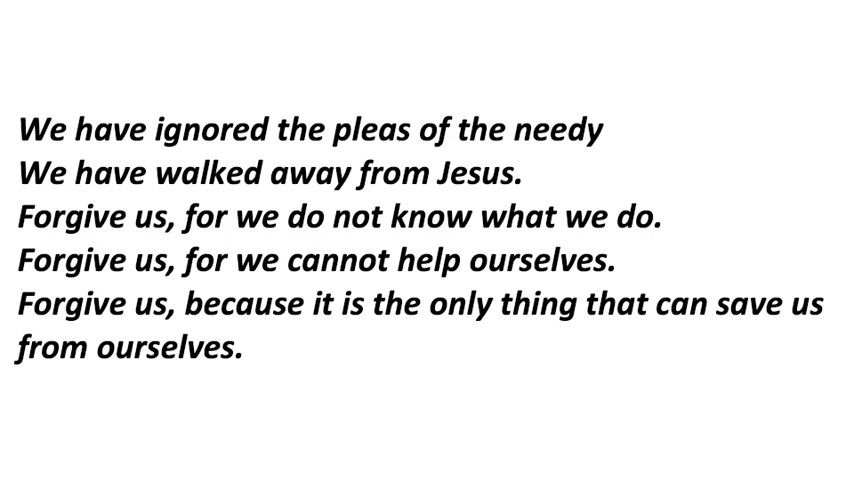 We have ignored the pleas of the needy
We have walked away from Jesus.
Forgive us, for we do not know what we do.
Forgive us, for we cannot help ourselves.
Forgive us, because it is the only thing that can save us
from ourselves.